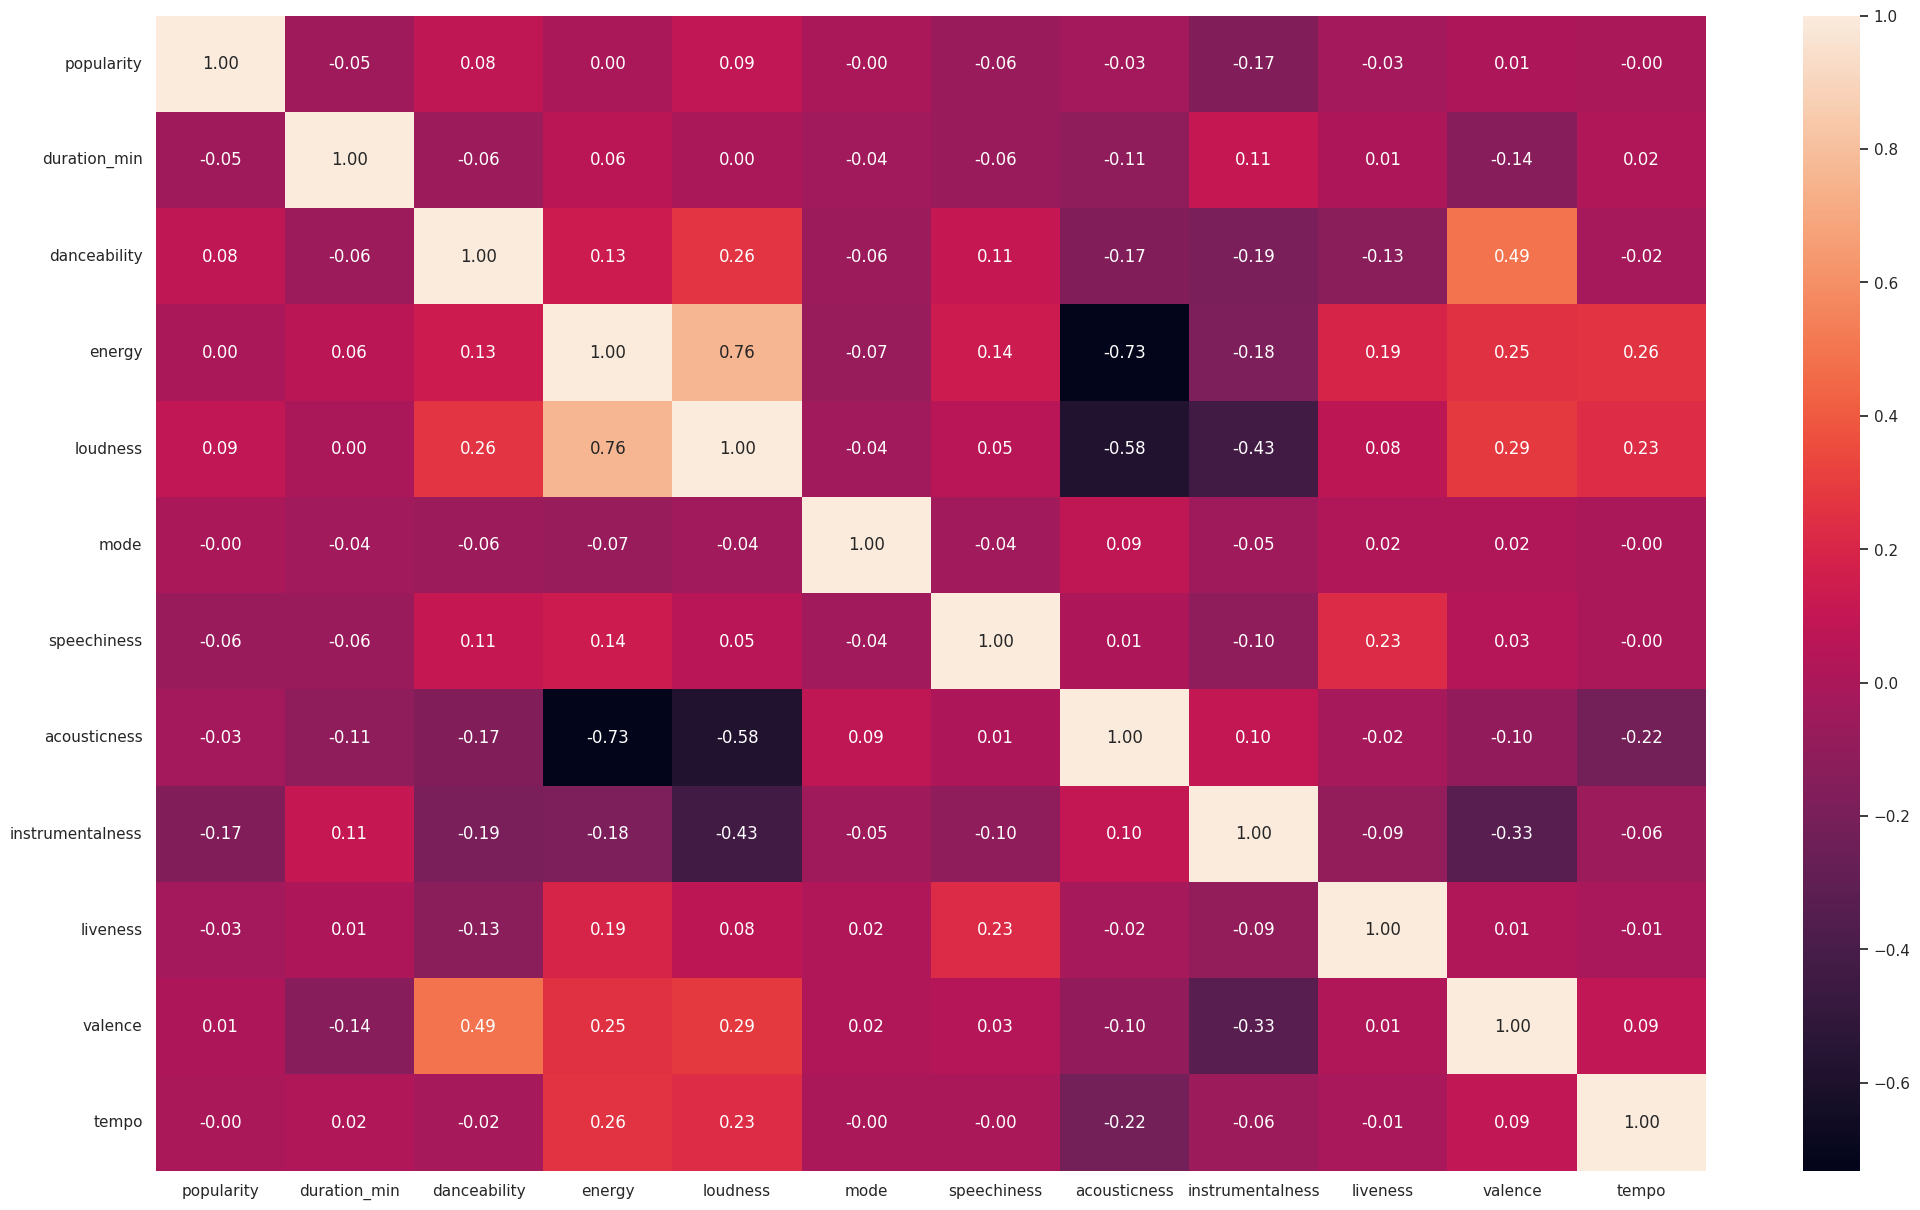 popularity 1.00 -0.05 0.08 0.00 0.09 -0.00 -0.06 -0.03 -0.17 -0.03 0.01 -0.00
duration_min -0.05 1.00 -0.06 0.06 0.00 -0.04 -0.06 -0.11 0.11 0.01 -0.14 0.02
danceability 0.08 -0.06 1.00 0.13 0.26 -0.06 0.11 -0.17 -0.19 -0.13 0.49 -0.02
energy 0.00 0.06 0.13 1.00 0.76 -0.07 0.14 -0.73 -0.18 0.19 0.25 0.26
loudness 0.09 0.00 0.26 0.76 1.00 -0.04 0.05 -0.58 -0.43 0.08 0.29 0.23
mode -0.00 -0.04 -0.06 -0.07 -0.04 1.00 -0.04 0.09 -0.05 0.02 0.02 -0.00
speechiness -0.06 -0.06 0.11 0.14 0.05 -0.04 1.00 0.01 -0.10 0.23 0.03 -0.00
acousticness -0.03 -0.11 -0.17 -0.73 -0.58 0.09 0.01 1.00 0.10 -0.02 -0.10 -0.22
instrumentalness -0.17 0.11 -0.19 -0.18 -0.43 -0.05 -0.10 0.10 1.00 -0.09 -0.33 -0.06
liveness -0.03 0.01 -0.13 0.19 0.08 0.02 0.23 -0.02 -0.09 1.00 0.01 -0.01
valence 0.01 -0.14 0.49 0.25 0.29 0.02 0.03 -0.10 -0.33 0.01 1.00 0.09
tempo -0.00 0.02 -0.02 0.26 0.23 -0.00 -0.00 -0.22 -0.06 -0.01 0.09 1.00
popularity duration_min danceability energy loudness mode speechiness acousticness instrumentalness liveness valence tempo
1.0
0.8
0.6
0.4
0.2
0.0
−0.2
−0.4
−0.6